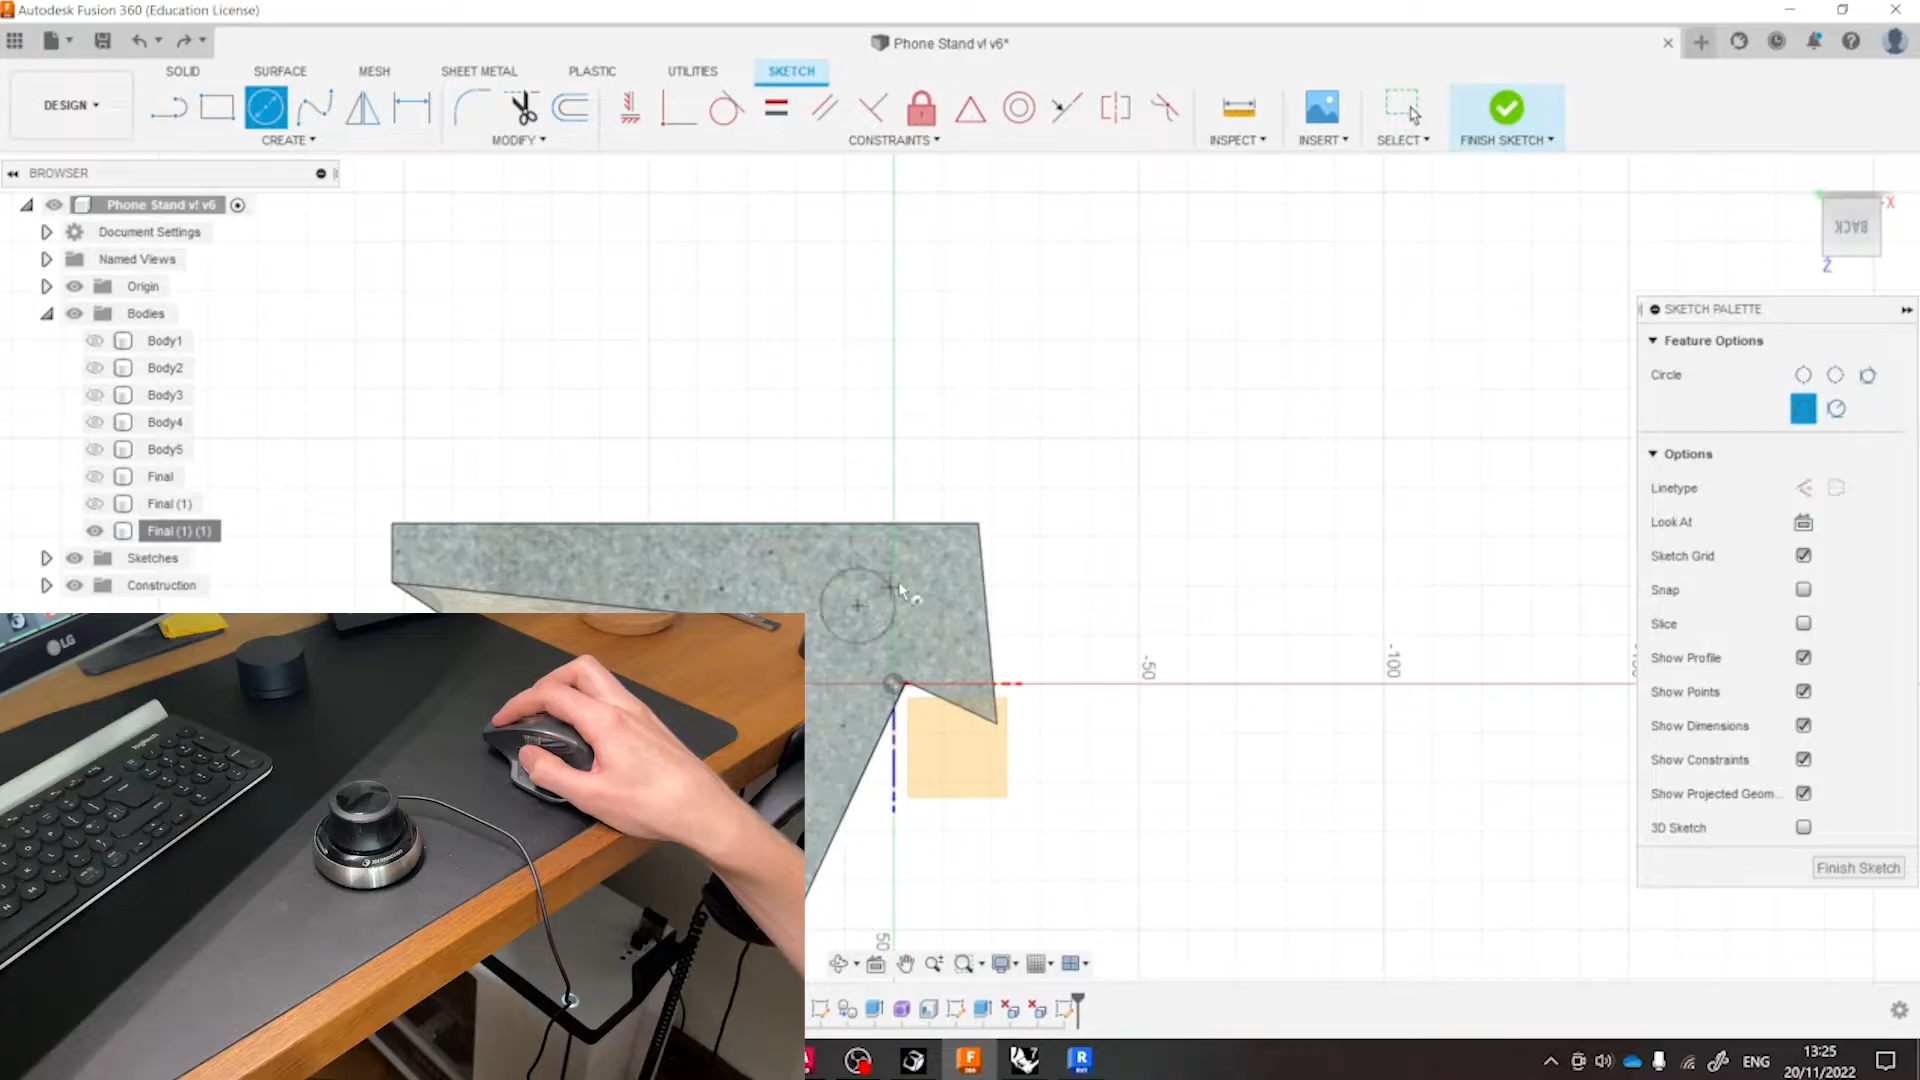 Autodesk Fusion 360 (Education License)
Phone Stand v! v6*
SOLID SURFACE MESH SHEET METAL PLASTIC UTILITIES SKETCH
DESIGN
CREATE MODIFY CONSTRAINTS INSPECT INSERT SELECT FINISH SKETCH
BROWSER
Phone Stand v! v6
Document Settings
Named Views
Origin
Bodies
Body1
Body2
Body3
Body4
Body5
Final
Final (1)
Final (1) (1)
Sketches
Construction
-X
BACK
Z
SKETCH PALETTE
Feature Options
Circle
Options
Linetype
Look At
Sketch Grid
Snap
Slice
Show Profile
Show Points
Show Dimensions
Show Constraints
Show Projected Geom...
3D Sketch
Finish Sketch
-50
-100
50
LG
logitech
3Dconnexion
ENG
13:25
20/11/2022